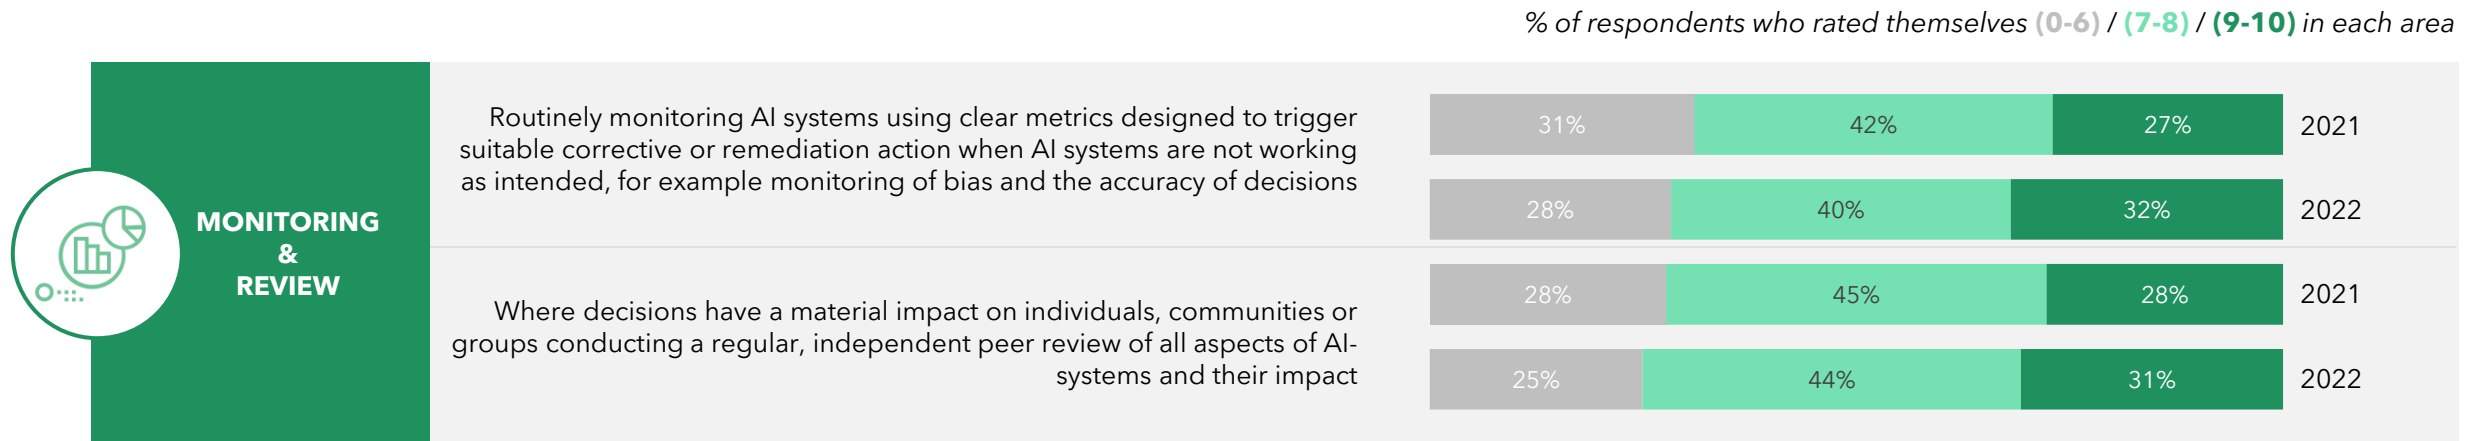 % of respondents who rated themselves (0-6) / (7-8) / (9-10) in each area
MONITORING
&
REVIEW
Routinely monitoring AI systems using clear metrics designed to trigger
suitable corrective or remediation action when AI systems are not working
as intended, for example monitoring of bias and the accuracy of decisions
31% 42% 27% 2021
28% 40% 32% 2022
Where decisions have a material impact on individuals, communities or
groups conducting a regular, independent peer review of all aspects of AI-
systems and their impact
28% 45% 28% 2021
25% 44% 31% 2022